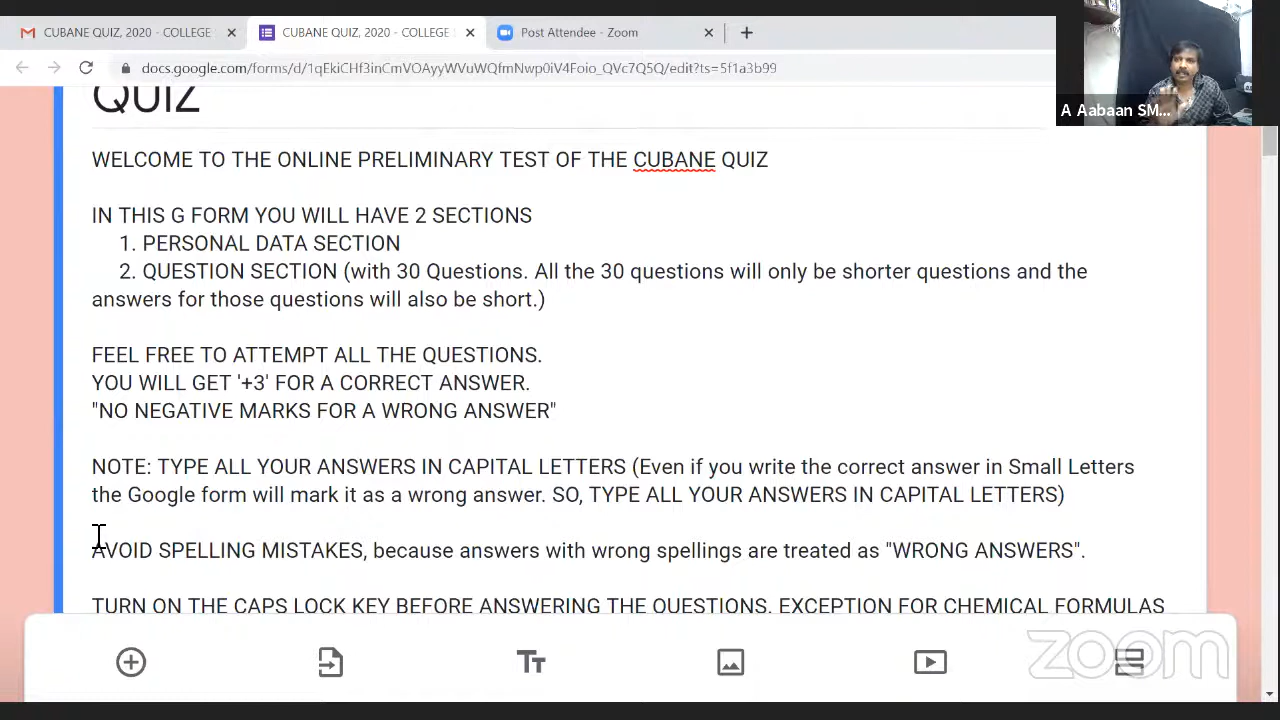 CUBANE QUIZ, 2020 - COLLEGE
CUBANE QUIZ, 2020 - COLLEGE
Post Attendee - Zoom
docs.google.com/forms/d/1qEkiCHf3inCmVOAyyWVuWQfmNwp0iV4Foio_QVc7Q5Q/edit?ts=5f1a3b99
A Aabaan SM...
QUIZ
WELCOME TO THE ONLINE PRELIMINARY TEST OF THE CUBANE QUIZ
IN THIS G FORM YOU WILL HAVE 2 SECTIONS
1. PERSONAL DATA SECTION
2. QUESTION SECTION (with 30 Questions. All the 30 questions will only be shorter questions and the
answers for those questions will also be short.)
FEEL FREE TO ATTEMPT ALL THE QUESTIONS.
YOU WILL GET '+3' FOR A CORRECT ANSWER.
"NO NEGATIVE MARKS FOR A WRONG ANSWER"
NOTE: TYPE ALL YOUR ANSWERS IN CAPITAL LETTERS (Even if you write the correct answer in Small Letters
the Google form will mark it as a wrong answer. SO, TYPE ALL YOUR ANSWERS IN CAPITAL LETTERS)
AVOID SPELLING MISTAKES, because answers with wrong spellings are treated as "WRONG ANSWERS".
TURN ON THE CAPS LOCK KEY BEFORE ANSWERING THE QUESTIONS. EXCEPTION FOR CHEMICAL FORMULAS
Tт
zoom